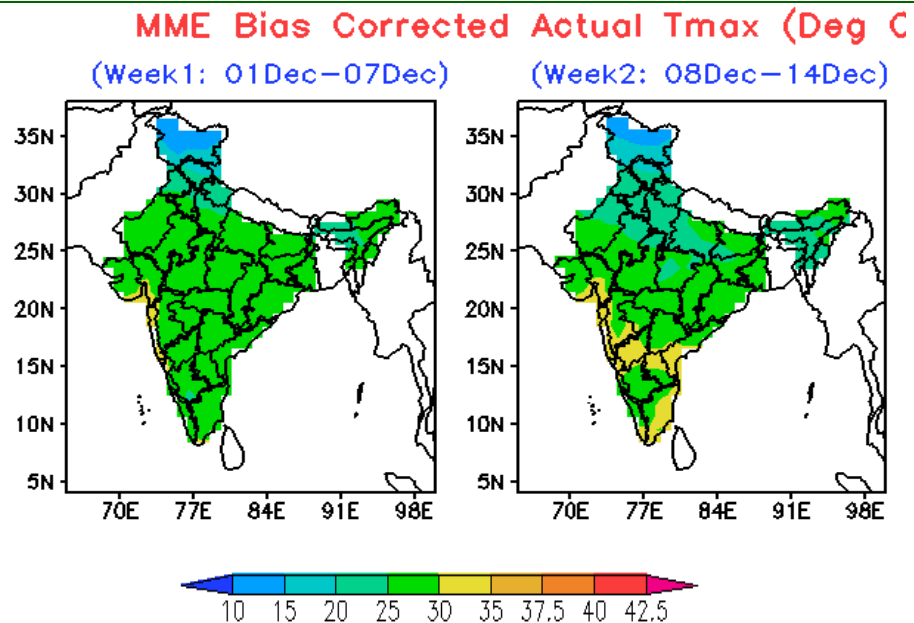 MME Bias Corrected Actual Tmax (Deg C
(Week1: 01Dec−07Dec) (Week2: 08Dec−14Dec)
35N 35N
30N 30N
25N 25N
20N 20N
15N 15N
10N 10N
5N 5N
70E 77E 84E 91E 98E 70E 77E 84E 91E 98E
10 15 20 25 30 35 37.5 40 42.5